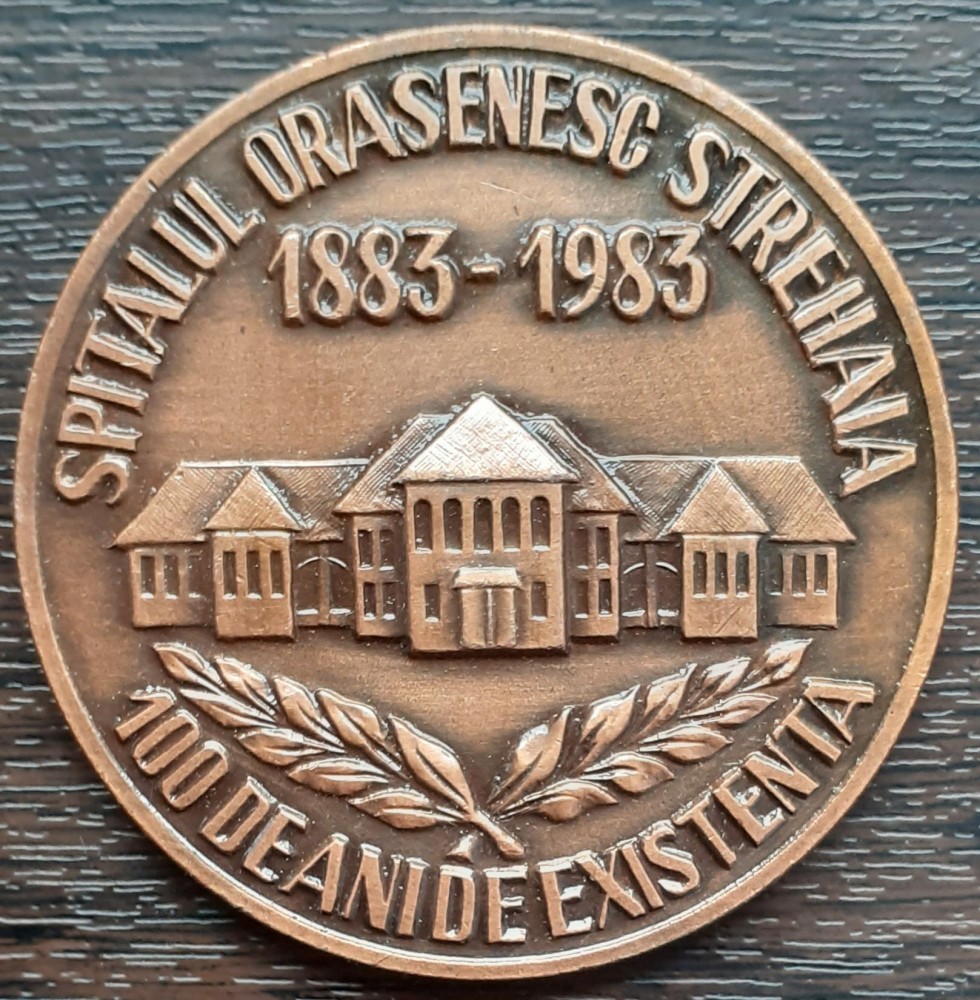 SPITALUL ORASENESC STREHAIA
1883-1983
100 DE ANI DE EXISTENTA